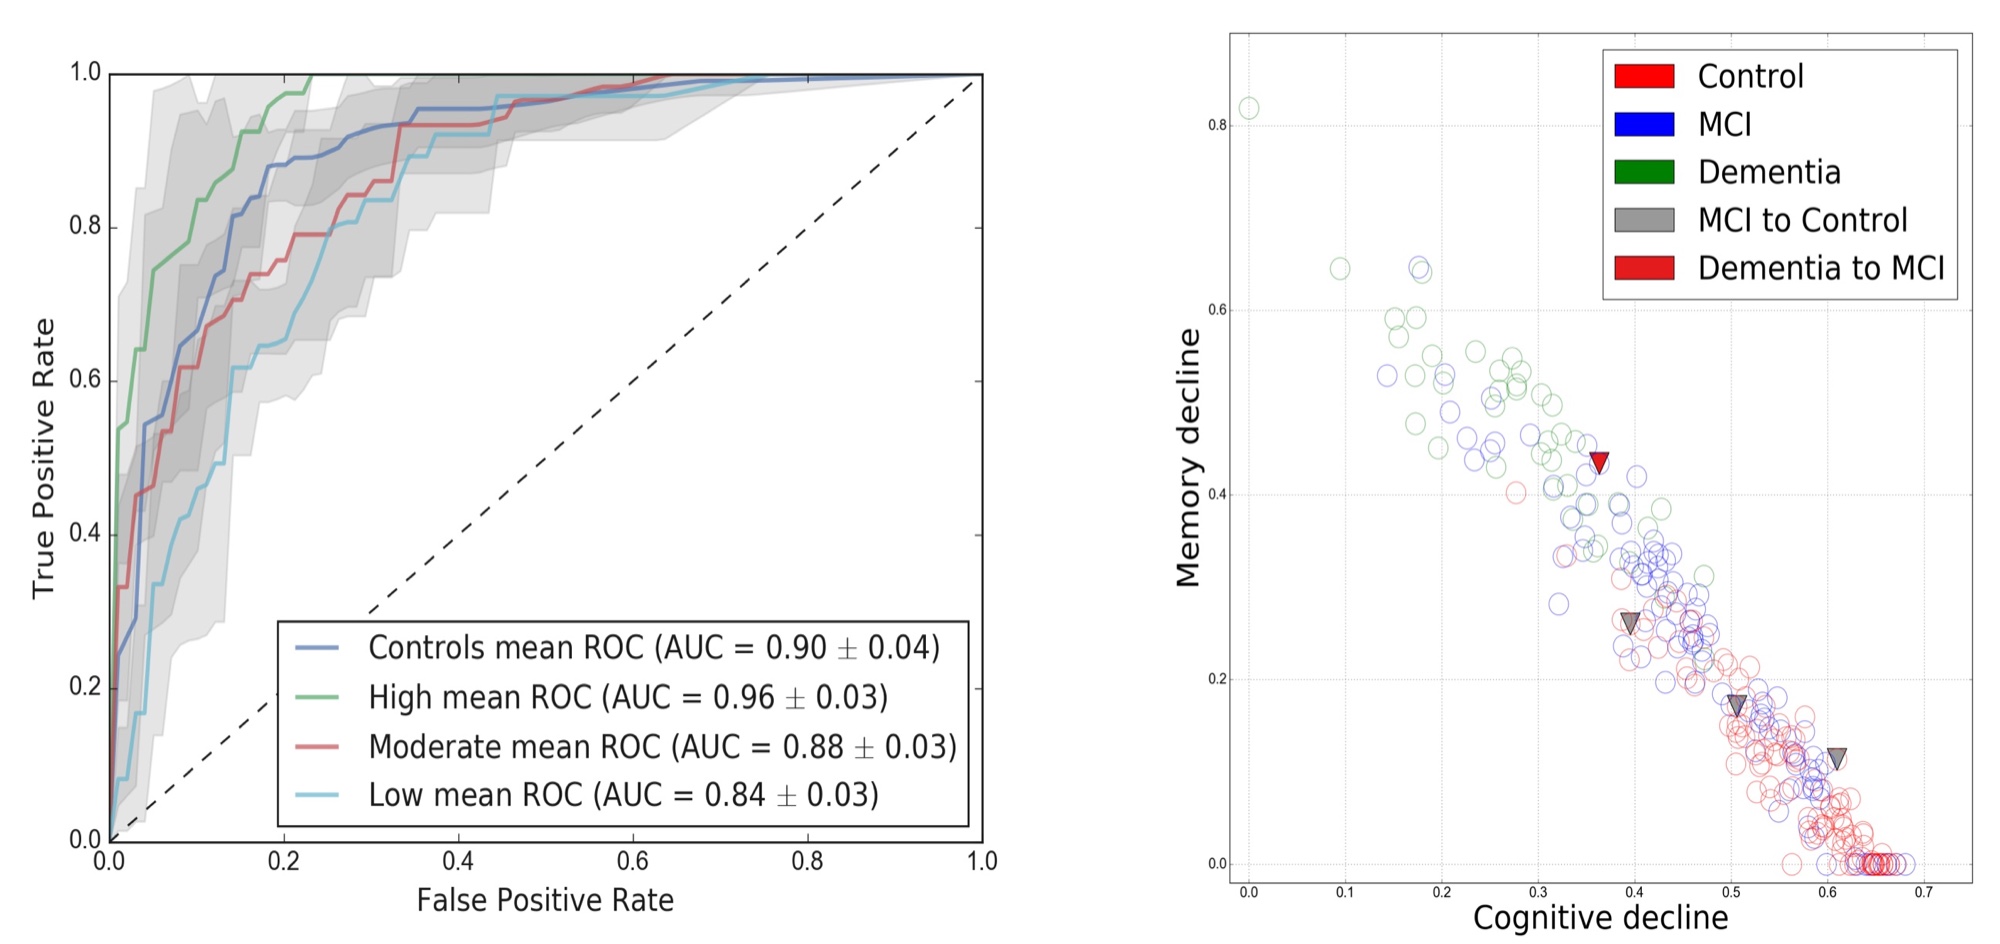 1.0
0.8
0.6
0.4
0.2
0.0
True Positive Rate
0.0 0.2 0.4 0.6 0.8 1.0
False Positive Rate
Controls mean ROC (AUC = 0.90 ± 0.04)
High mean ROC (AUC = 0.96 ± 0.03)
Moderate mean ROC (AUC = 0.88 ± 0.03)
Low mean ROC (AUC = 0.84 ± 0.03)
0.8
0.6
0.4
0.2
0.0
Memory decline
0.0 0.1 0.2 0.3 0.4 0.5 0.6 0.7
Cognitive decline
Control
MCI
Dementia
MCI to Control
Dementia to MCI